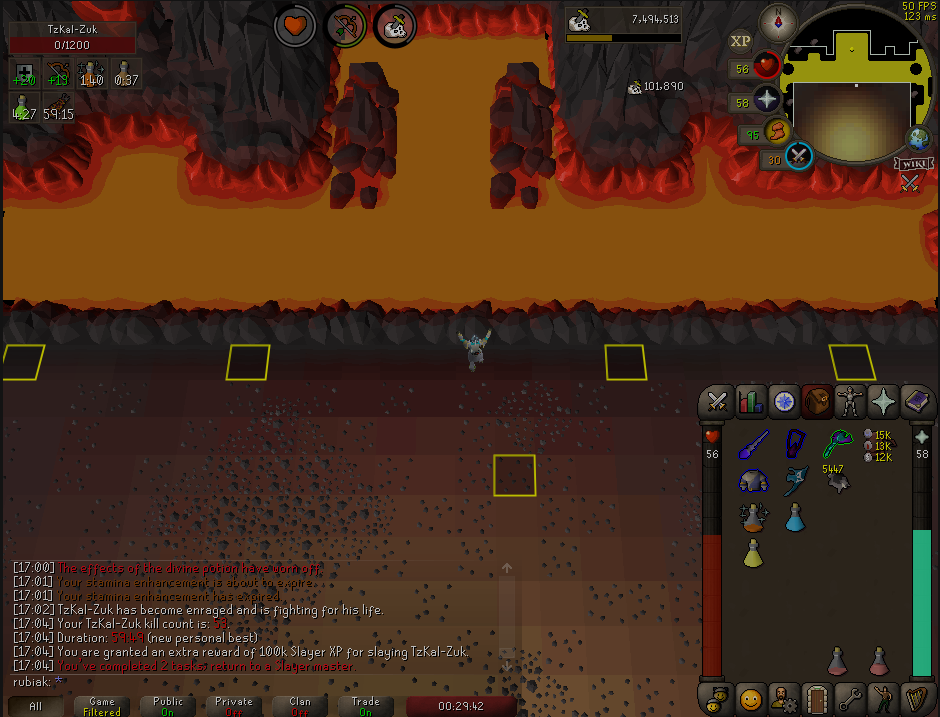 50 FPS
123 ms
TzKal-Zuk
0/1200
7,494,513
XP
N
+20
+13
1:40
0:37
4:27
59:15
101,890
56
58
95
30
WIKI
56
58
15K
13K
12K
5447
[17:00] The effects of the divine potion have worn off.
[17:01] Your stamina enhancement is about to expire.
[17:01] Your stamina enhancement has expired.
[17:02] TzKal-Zuk has become enraged and is fighting for his life.
[17:04] Your TzKal-Zuk kill count is:
[17:04] Duration: (new personal best)
[17:04] You are granted an extra reward of 100k Slayer XP for slaying TzKal-Zuk.
[17:04] You've completed 2 tasks; return to a Slayer master.
rubiak: *
All
Game
Filtered
Public
On
Private
Off
Clan
Off
Trade
On
00:29:42